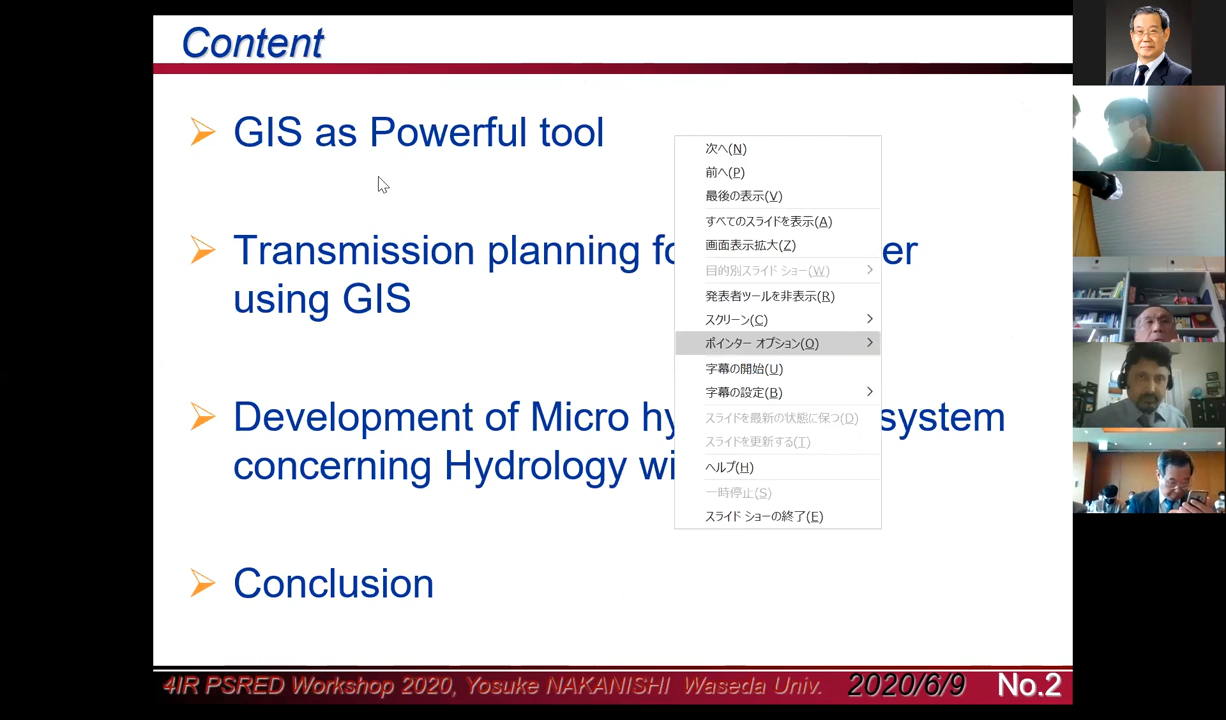 Content
GIS as Powerful tool
Transmission planning fo
er
using GIS
Development of Micro hy
system
concerning Hydrology wi
Conclusion
次へ(N)
前へ(P)
最後の表示(V)
すべてのスライドを表示(A)
画面表示拡大(Z)
目的別スライド ショー(W)
発表者ツールを非表示(R)
スクリーン(C)
ポインター オプション(O)
字幕の開始(U)
字幕の設定(B)
スライドを最新の状態に保つ(D)
スライドを更新する(T)
ヘルプ(H)
一時停止(S)
スライド ショーの終了(E)
4IR PSRED Workshop 2020, Yosuke NAKANISHI Waseda Univ. 2020/6/9 No.2